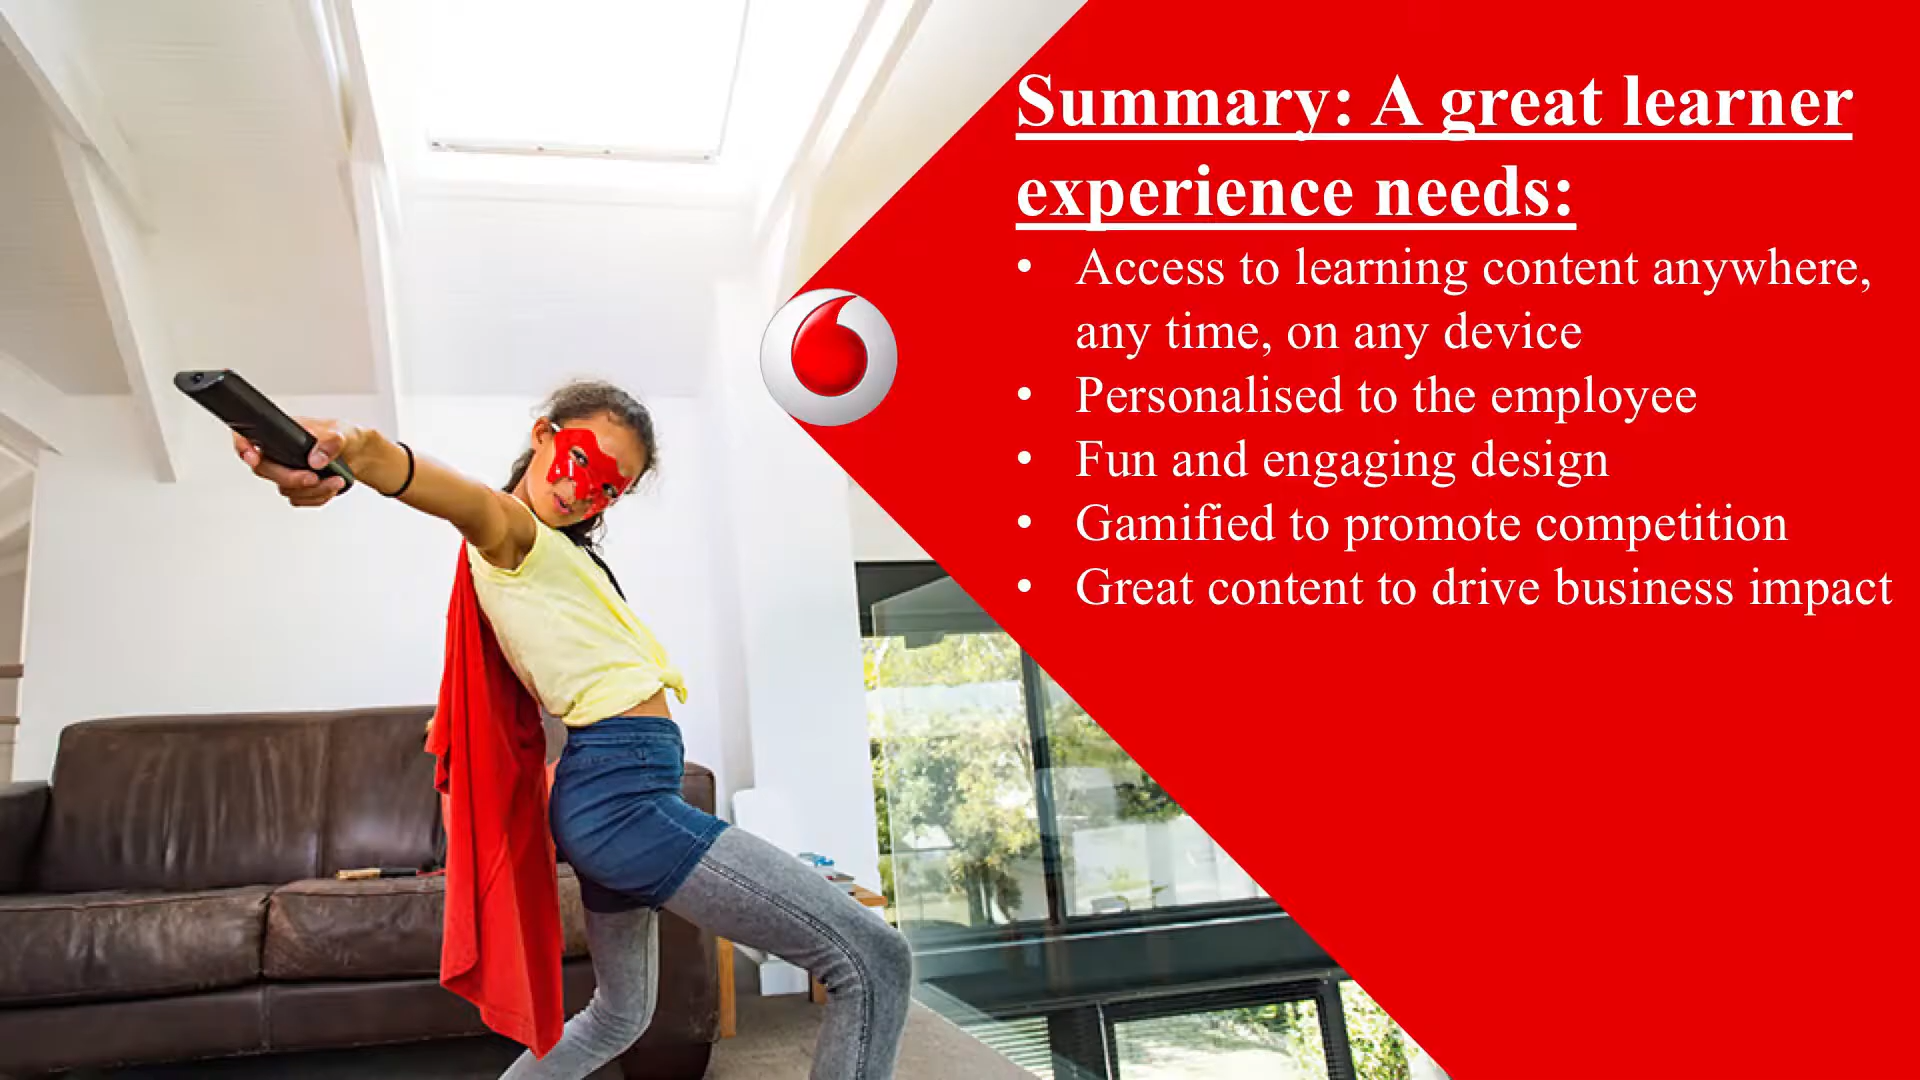 Summary: A great learner
experience needs:
• Access to learning content anywhere,
any time, on any device
• Personalised to the employee
• Fun and engaging design
• Gamified to promote competition
• Great content to drive business impact